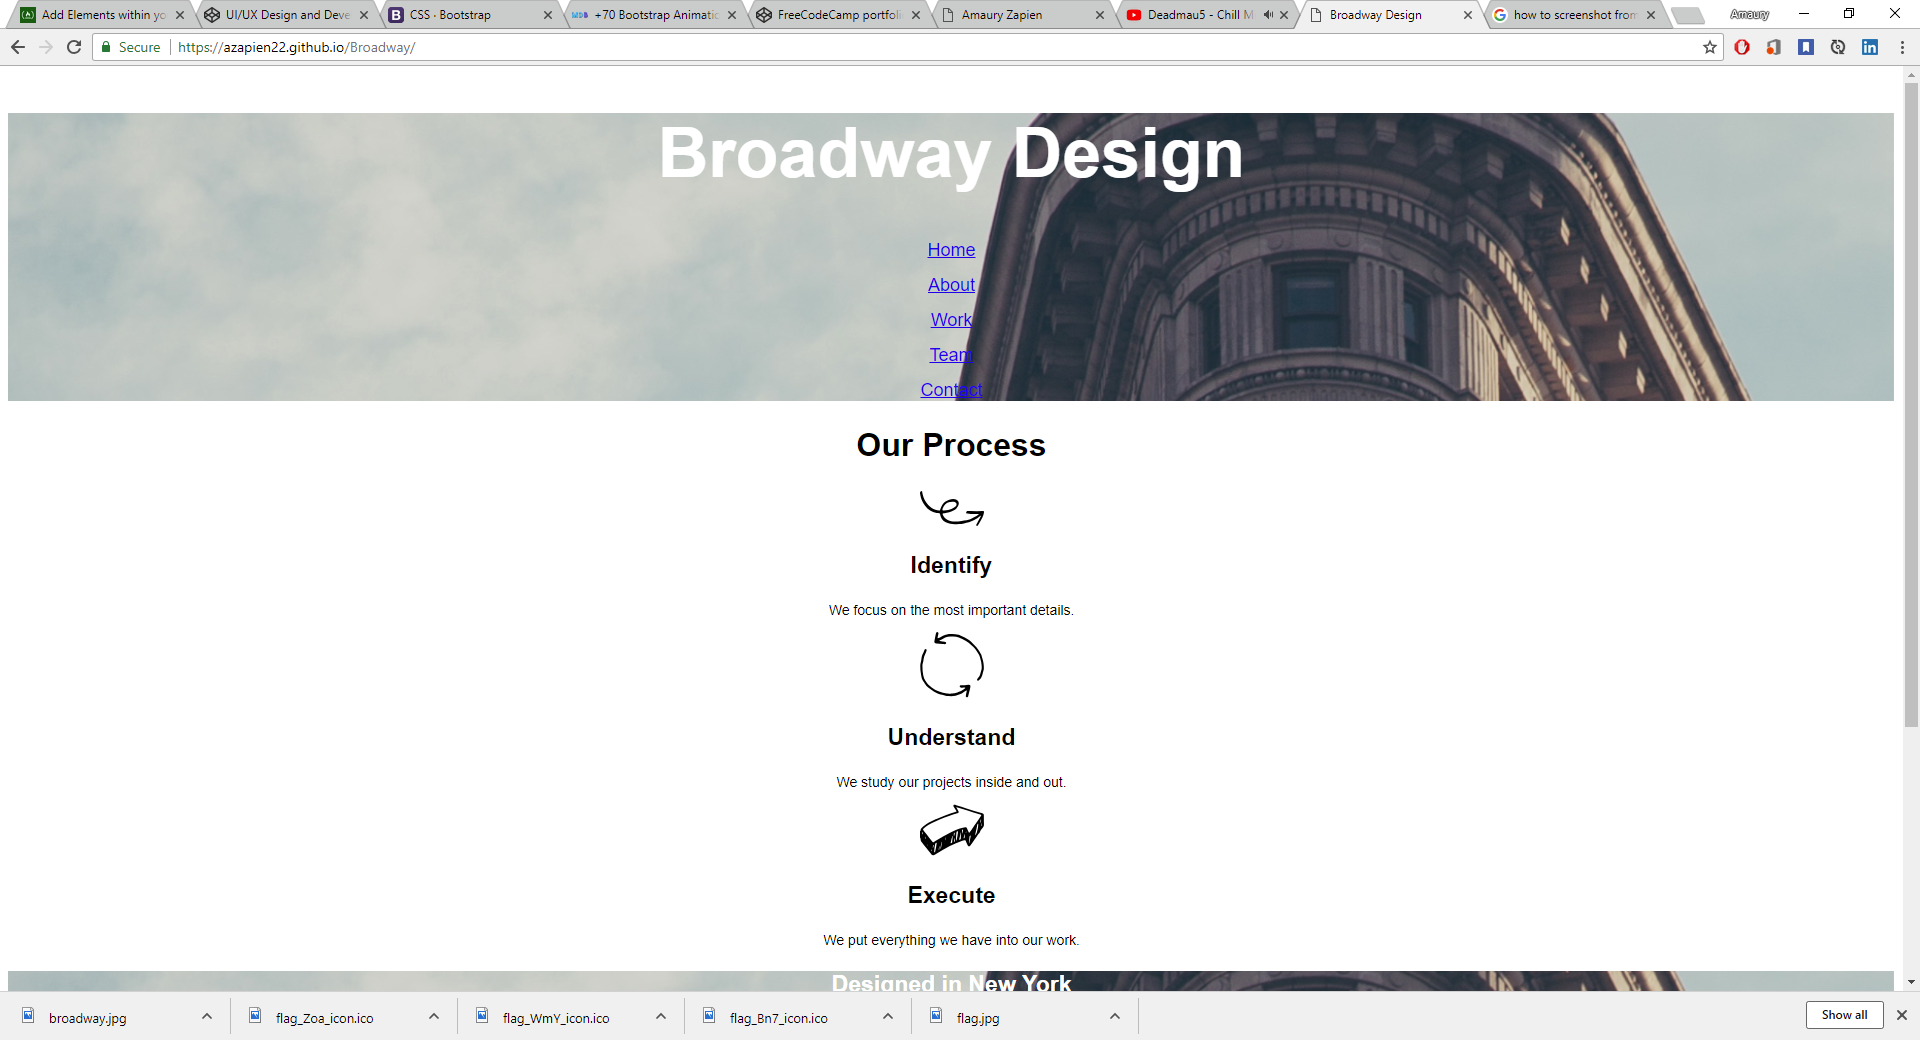 Add Elements within yo
UI/UX Design and Deve
CSS · Bootstrap
+70 Bootstrap Animatic
FreeCodeCamp portfoli
Amaury Zapien
Deadmau5 - Chill M
Broadway Design
how to screenshot from
Amaury
Secure
https://azapien22.github.io/Broadway/
Broadway Design
Home
About
Work
Team
Contact
Our Process
Identify
We focus on the most important details.
Understand
We study our projects inside and out.
Execute
We put everything we have into our work.
Designed in New York
broadway.jpg
flag_Zoa_icon.ico
flag_WmY_icon.ico
flag_Bn7_icon.ico
flag.jpg
Show all